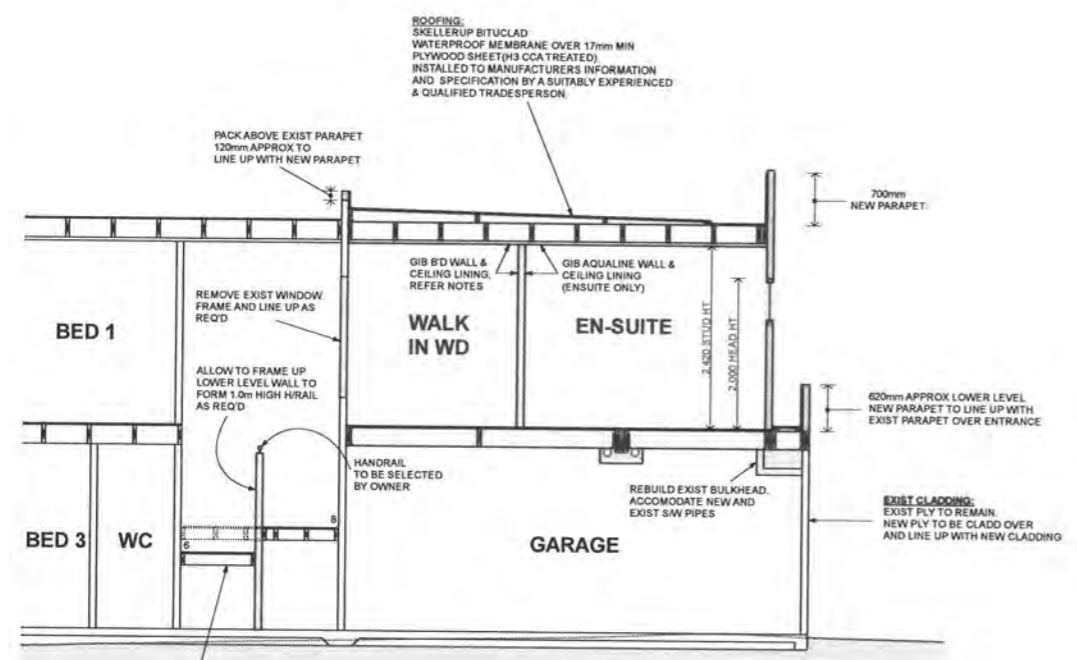 ROOFING:
SKELLERUP BITUCLAD
WATERPROOF MEMBRANE OVER 17mm MIN
PLYWOOD SHEET(H3 CCA TREATED)
INSTALLED TO MANUFACTURERS INFORMATION
AND SPECIFICATION BY A SUITABLY EXPERIENCED
& QUALIFIED TRADESPERSON.
PACK ABOVE EXIST PARAPET
120mm APPROX TO
LINE UP WITH NEW PARAPET
700mm
NEW PARAPET
GIB B'D WALL &
CEILING LINING,
REFER NOTES
GIB AQUALINE WALL &
CEILING LINING
(ENSUITE ONLY)
REMOVE EXIST WINDOW
FRAME AND LINE UP AS
REQ'D
BED 1
WALK
IN WD
EN-SUITE
2.420 STUD HT
2.000 HEAD HT
ALLOW TO FRAME UP
LOWER LEVEL WALL TO
FORM 1.0m HIGH H/RAIL
AS REQ'D
620mm APPROX LOWER LEVEL
NEW PARAPET TO LINE UP WITH
EXIST PARAPET OVER ENTRANCE
HANDRAIL
TO BE SELECTED
BY OWNER
REBUILD EXIST BULKHEAD.
ACCOMODATE NEW AND
EXIST S/W PIPES
EXIST CLADDING:
EXIST PLY TO REMAIN.
NEW PLY TO BE CLADD OVER
AND LINE UP WITH NEW CLADDING
8
6
BED 3
WC
GARAGE